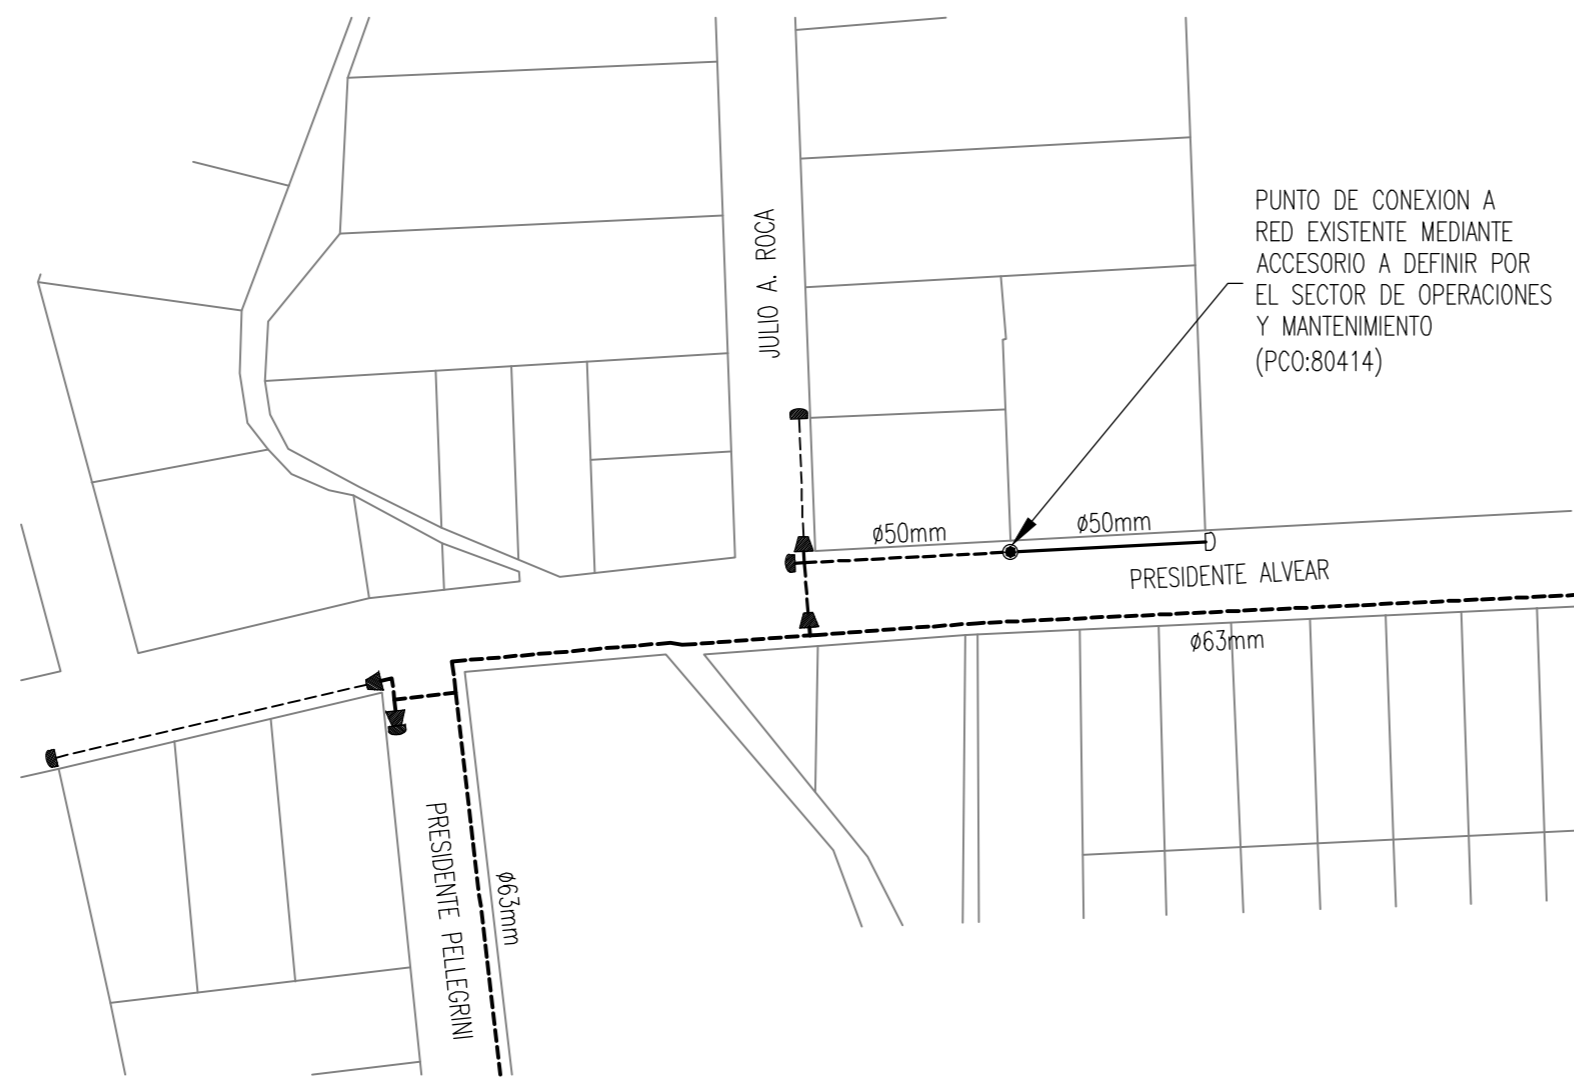 PUNTO DE CONEXION A
RED EXISTENTE MEDIANTE
ACCESORIO A DEFINIR POR
EL SECTOR DE OPERACIONES
Y MANTENIMIENTO
(PCO:80414)
JULIO A. ROCA
ø50mm
ø50mm
PRESIDENTE ALVEAR
ø63mm
PRESIDENTE PELLEGRINI
ø63mm